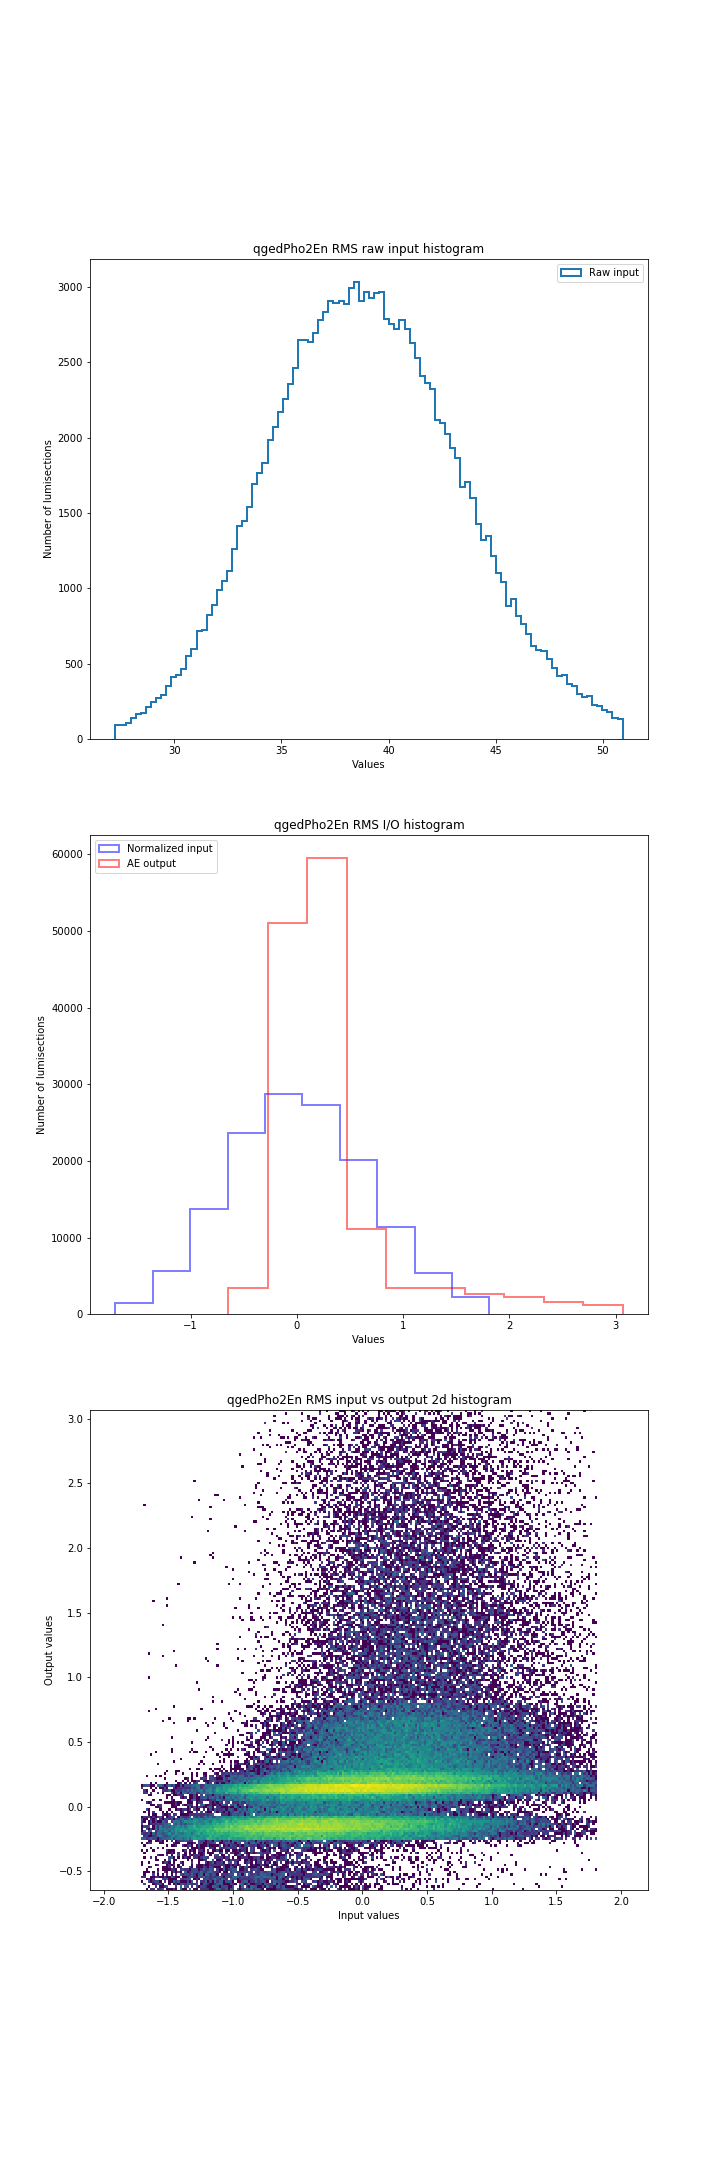 qgedPho2En RMS raw input histogram
Raw input
3000
2500
2000
1500
1000
500
0
Number of lumisections
30 35 40 45 50
Values
qgedPho2En RMS I/O histogram
Normalized input
AE output
60000
50000
40000
30000
20000
10000
0
Number of lumisections
−1 0 1 2 3
Values
qgedPho2En RMS input vs output 2d histogram
3.0
2.5
2.0
1.5
1.0
0.5
0.0
−0.5
Output values
−2.0 −1.5 −1.0 −0.5 0.0 0.5 1.0 1.5 2.0
Input values